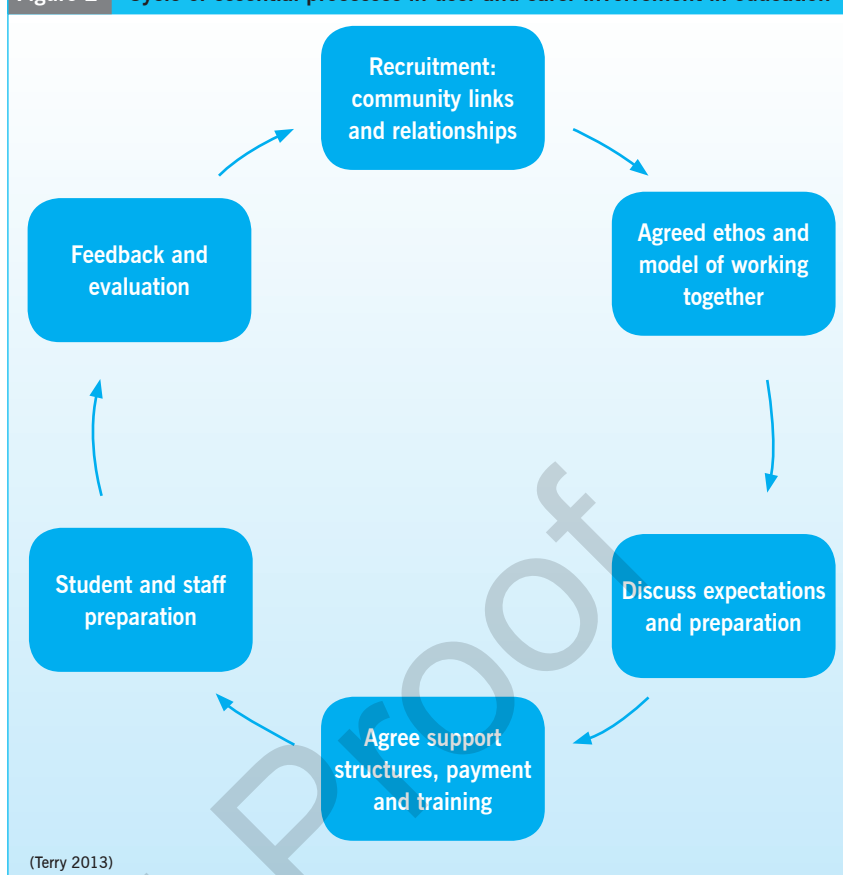 Recruitment:
community links
and relationships
Agreed ethos and
model of working
together
Discuss expectations
and preparation
Agree support
structures, payment
and training
Student and staff
preparation
Feedback and
evaluation
(Terry 2013)
Proof